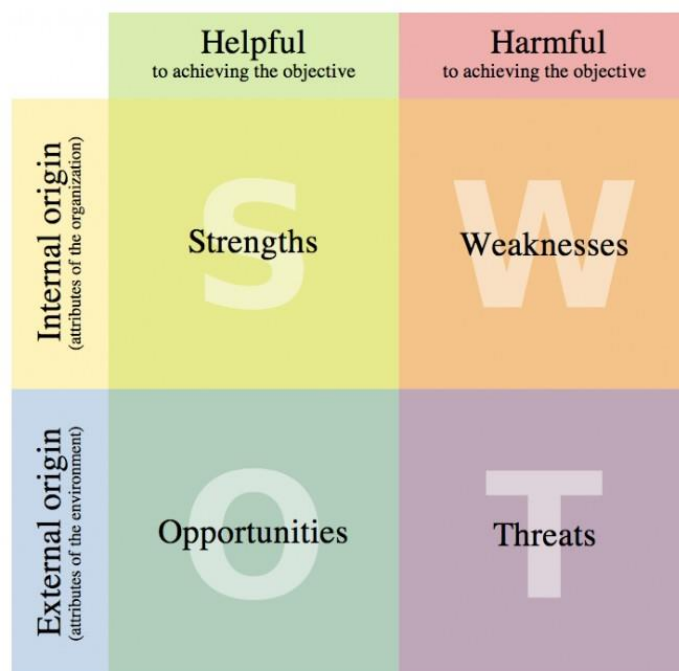 Helpful
to achieving the objective
Harmful
to achieving the objective
Internal origin
(attributes of the organization)
S
Strengths
W
Weaknesses
External origin
(attributes of the environment)
O
Opportunities
T
Threats